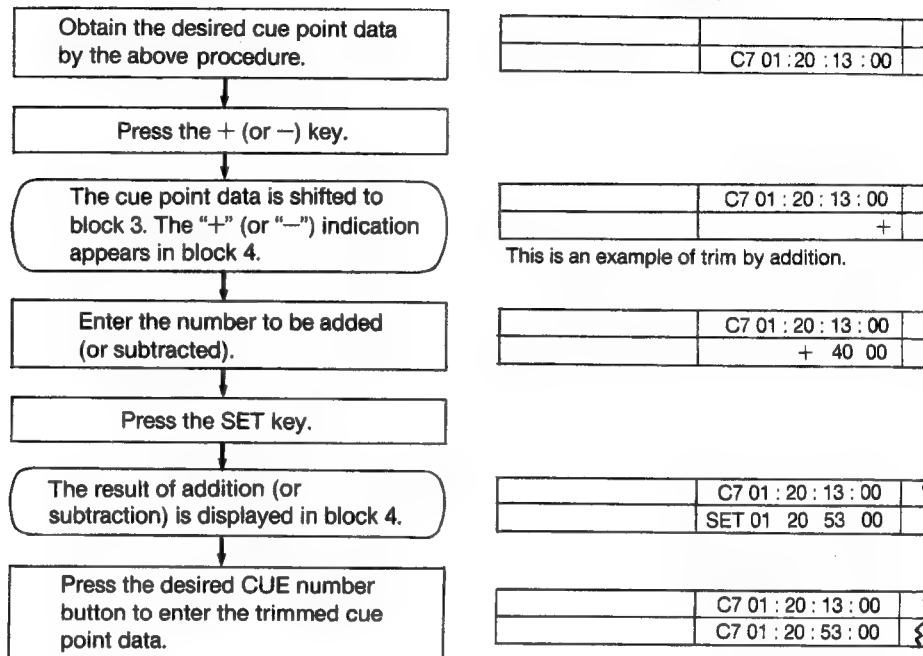 Obtain the desired cue point data
by the above procedure.
C7 01 : 20 : 13 : 00
Press the + (or −) key.
The cue point data is shifted to
block 3. The “+” (or “−”) indication
appears in block 4.
C7 01 : 20 : 13 : 00
+
This is an example of trim by addition.
Enter the number to be added
(or subtracted).
C7 01 : 20 : 13 : 00
+ 40 00
Press the SET key.
The result of addition (or
subtraction) is displayed in block 4.
C7 01 : 20 : 13 : 00
SET 01 20 53 00
Press the desired CUE number
button to enter the trimmed cue
point data.
C7 01 : 20 : 13 : 00
C7 01 : 20 : 53 : 00